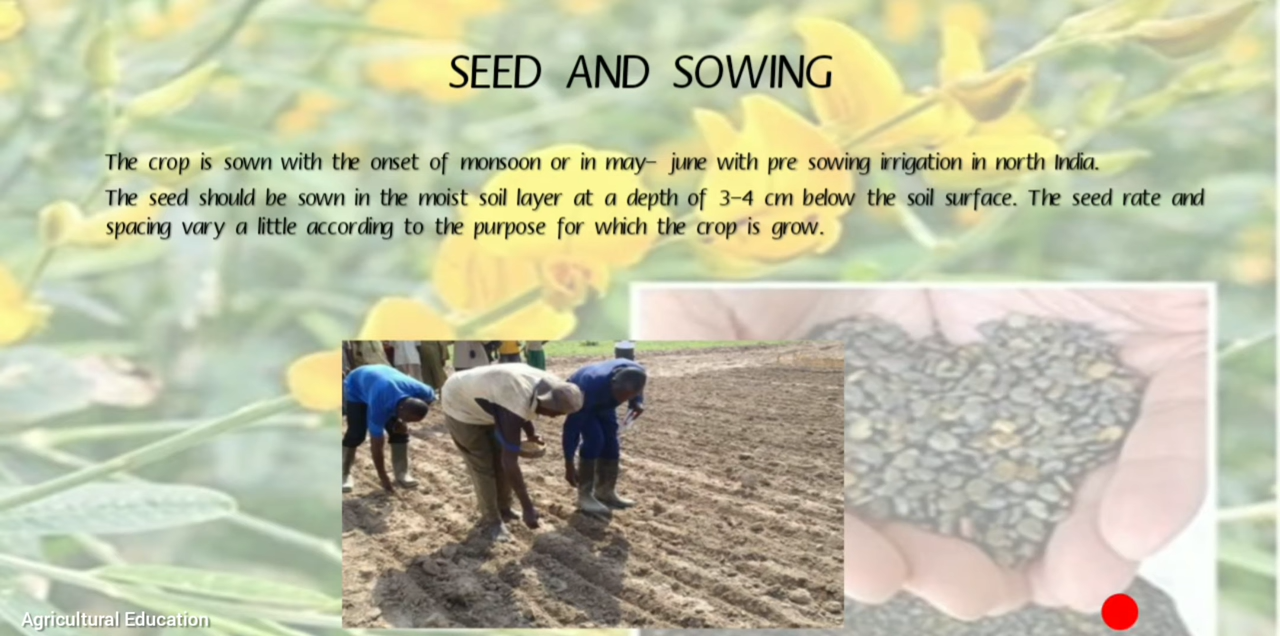 SEED AND SOWING
The crop is sown with the onset of monsoon or in may- june with pre sowing irrigation in north India.
The seed should be sown in the moist soil layer at a depth of 3-4 cm below the soil surface. The seed rate and
spacing vary a little according to the purpose for which the crop is grow.
Agricultural Education